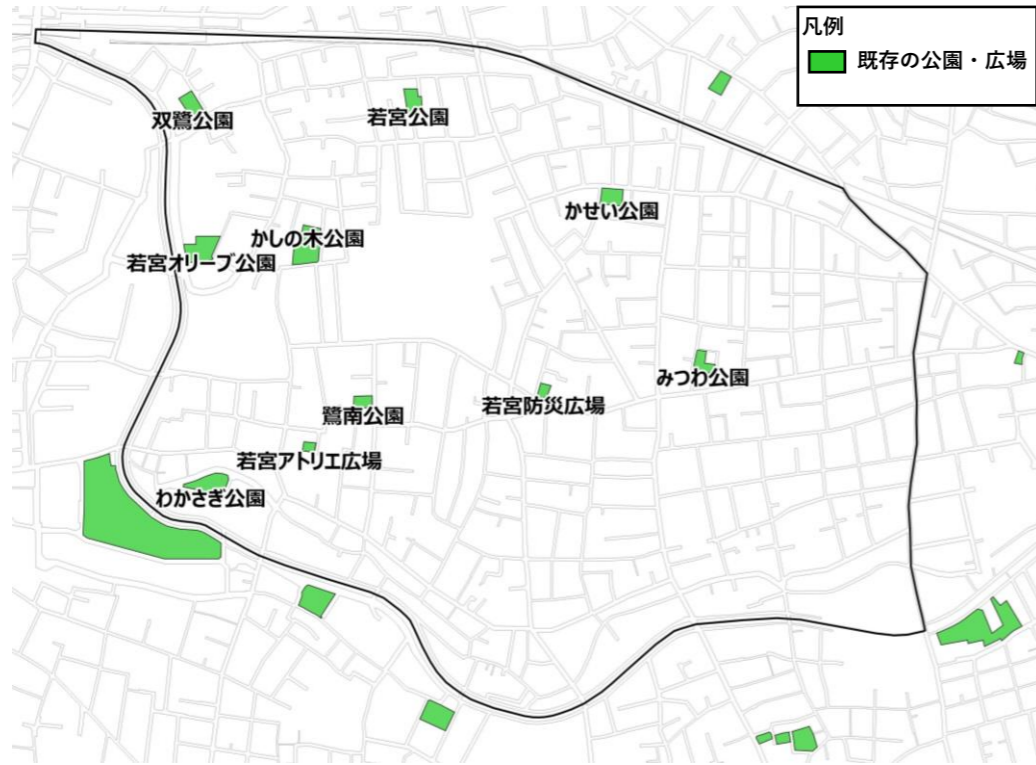 凡例
既存の公園・広場
双鷺公園
若宮公園
かせい公園
かしの木公園
若宮オリーブ公園
みつわ公園
若宮防災広場
鷺南公園
若宮アトリエ広場
わかさぎ公園